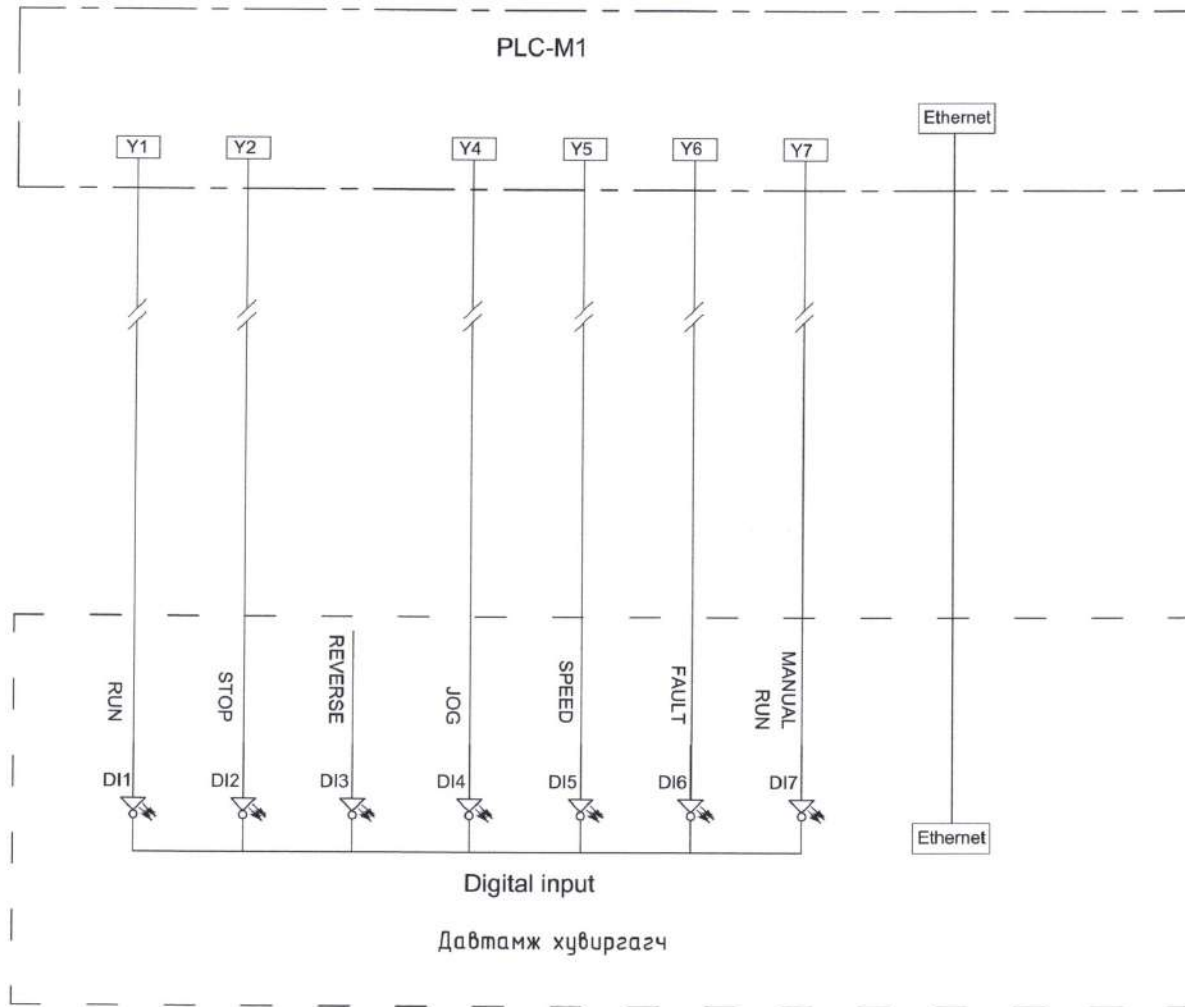 PLC-M1
Ethernet
Y1
Y2
Y4
Y5
Y6
Y7
RUN
STOP
REVERSE
JOG
SPEED
FAULT
MANUAL
RUN
DI1
DI2
DI3
DI4
DI5
DI6
DI7
Ethernet
Digital input
Давтамж хувиргагч